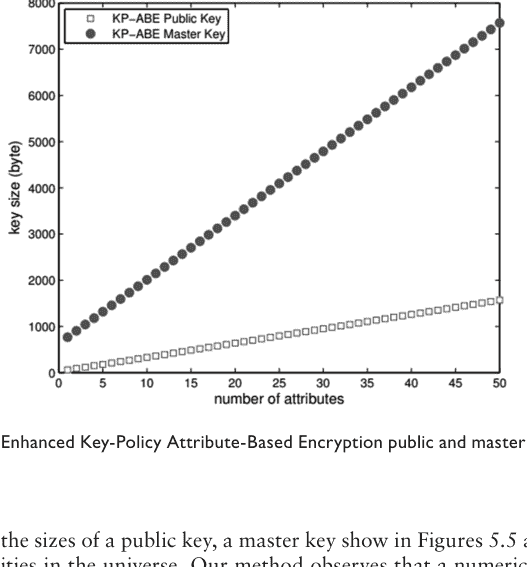 8000
KP–ABE Public Key
KP–ABE Master Key
7000
6000
5000
4000
3000
2000
1000
0
key size (byte)
0 5 10 15 20 25 30 35 40 45 50
number of attributes
Enhanced Key-Policy Attribute-Based Encryption public and master
the sizes of a public key, a master key show in Figures 5.5 a
ities in the universe. Our method observes that a numeric